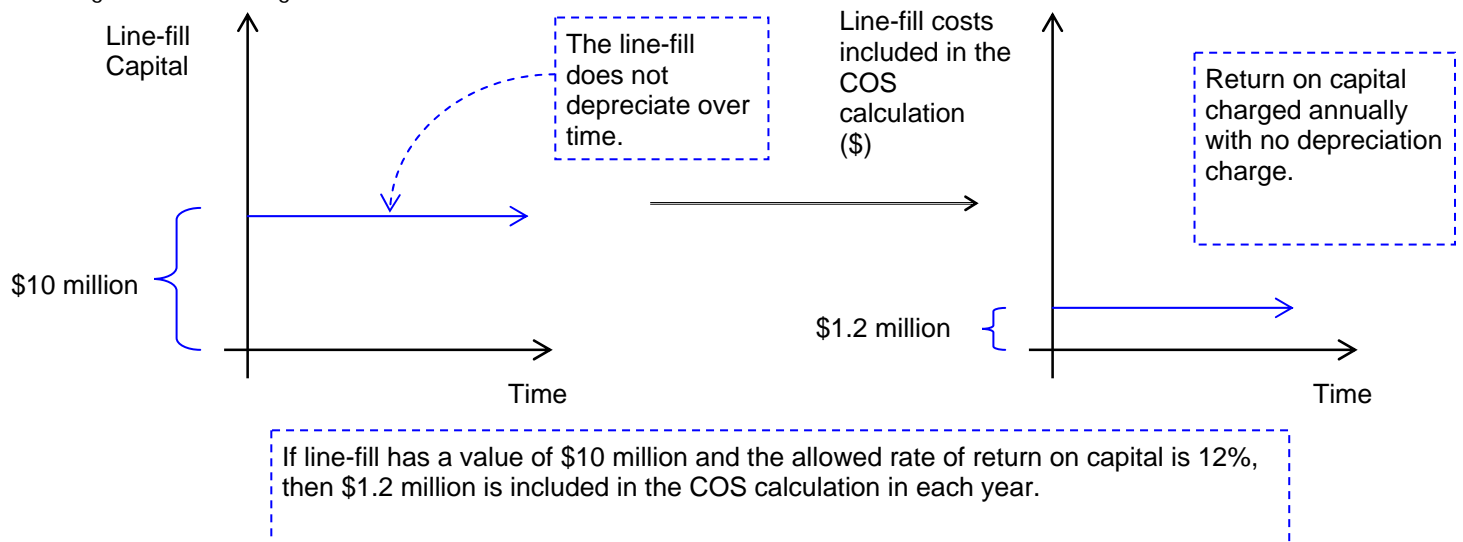 Line-fill
Capital
The line-fill
does not
depreciate over
time.
$10 million
Time
Line-fill costs
included in the
COS
calculation
($)
Return on capital
charged annually
with no depreciation
charge.
$1.2 million
Time
If line-fill has a value of $10 million and the allowed rate of return on capital is 12%,
then $1.2 million is included in the COS calculation in each year.